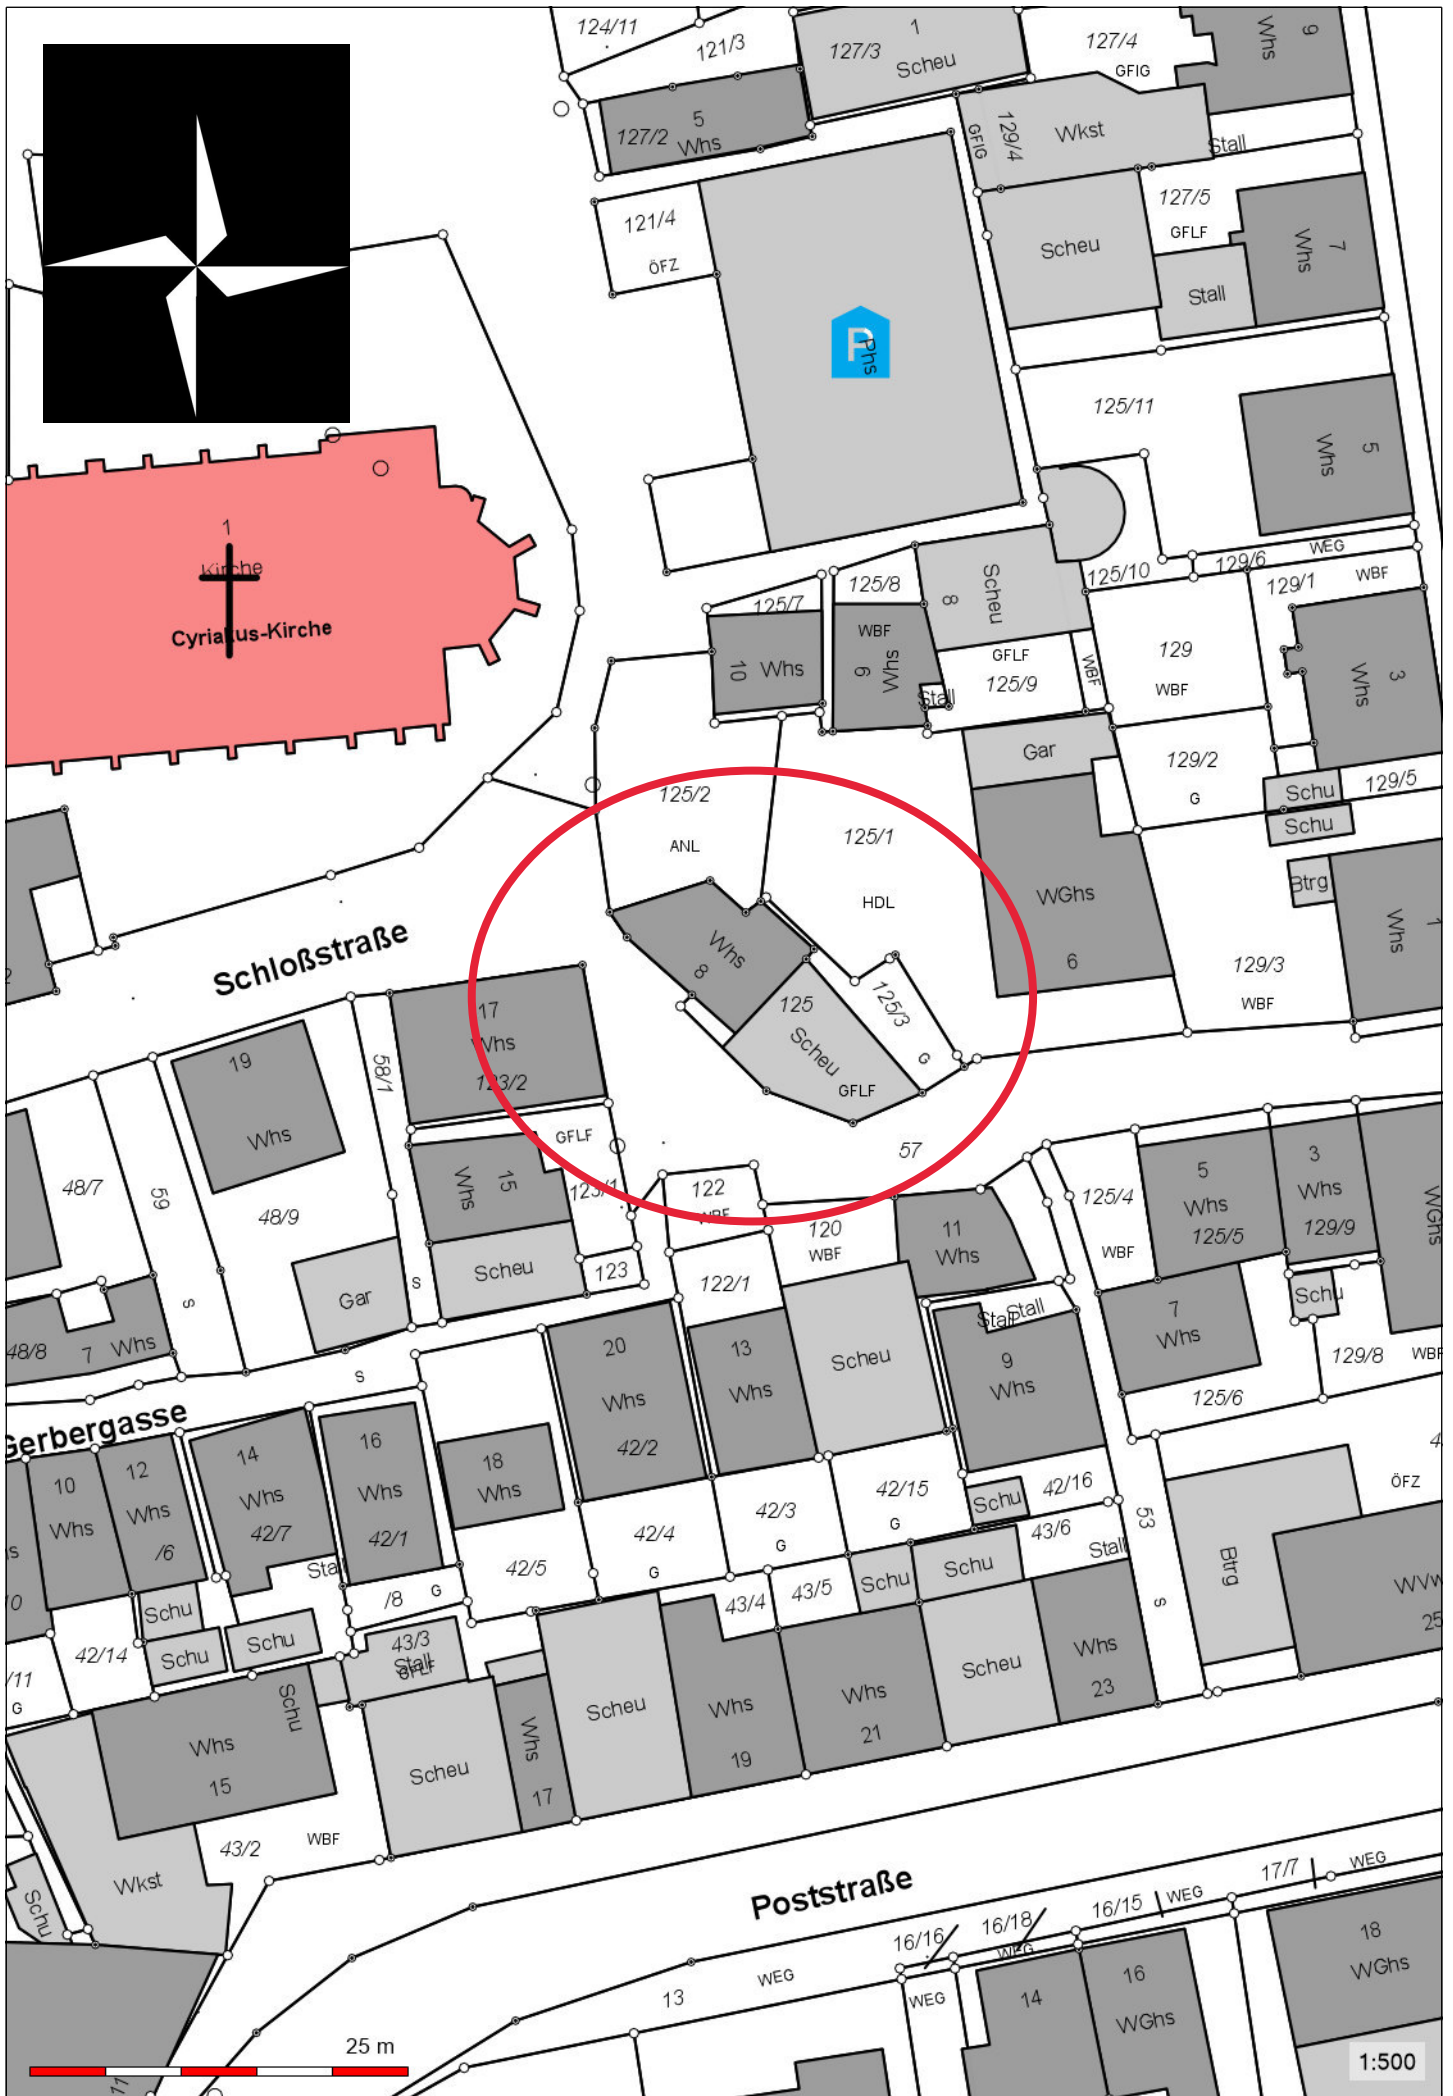 124/11
121/3
127/3
1
Scheu
127/4
GFIG
Whs
9
5
127/2
Whs
GFIG
129/4
Wkst
Stall
121/4
ÖFZ
Scheu
127/5
GFLF
Whs
7
Stall
P
Phs
125/11
Whs
5
1
Kirche
Cyriakus-Kirche
125/7
125/8
8
Scheu
125/10
129/6
WEG
129/1
WBF
10
Whs
WBF
6
Whs
GFLF
125/9
WBF
Stall
129
WBF
Whs
3
Gar
129/2
G
Schu
129/5
Schu
125/2
ANL
125/1
HDL
WGhs
6
Btrg
Whs
1
129/3
WBF
Schloßstraße
Whs
8
125
Scheu
GFLF
125/3
G
17
Whs
123/2
19
Whs
58/1
57
GFLF
Whs
15
123/1
122
WBF
120
WBF
11
Whs
125/4
WBF
5
Whs
125/5
3
Whs
129/9
WGhs
48/7
59
48/9
S
Scheu
123
122/1
Gar
S
Stall
Stall
7
Whs
Schu
48/8
7
Whs
20
Whs
42/2
13
Whs
Scheu
9
Whs
129/8
WBF
125/6
S
Gerbergasse
10
Whs
12
Whs
/6
14
Whs
42/7
16
Whs
42/1
18
Whs
ÖFZ
42/4
G
42/3
G
42/15
G
Schu
42/16
43/6
Stall
53
S
Btrg
Stall
/8
G
42/5
43/4
43/5
Schu
Schu
Schu
42/14
Schu
Schu
43/3
Stall
GFLF
/11
G
Schu
Whs
15
Scheu
Whs
17
Scheu
Whs
19
Whs
21
Scheu
Whs
23
25
43/2
WBF
Wkst
Schu
Poststraße
17/7
WEG
16/15
WEG
16/18
WEG
16/16
WEG
13
WEG
14
16
WGhs
18
WGhs
25 m
11
1:500